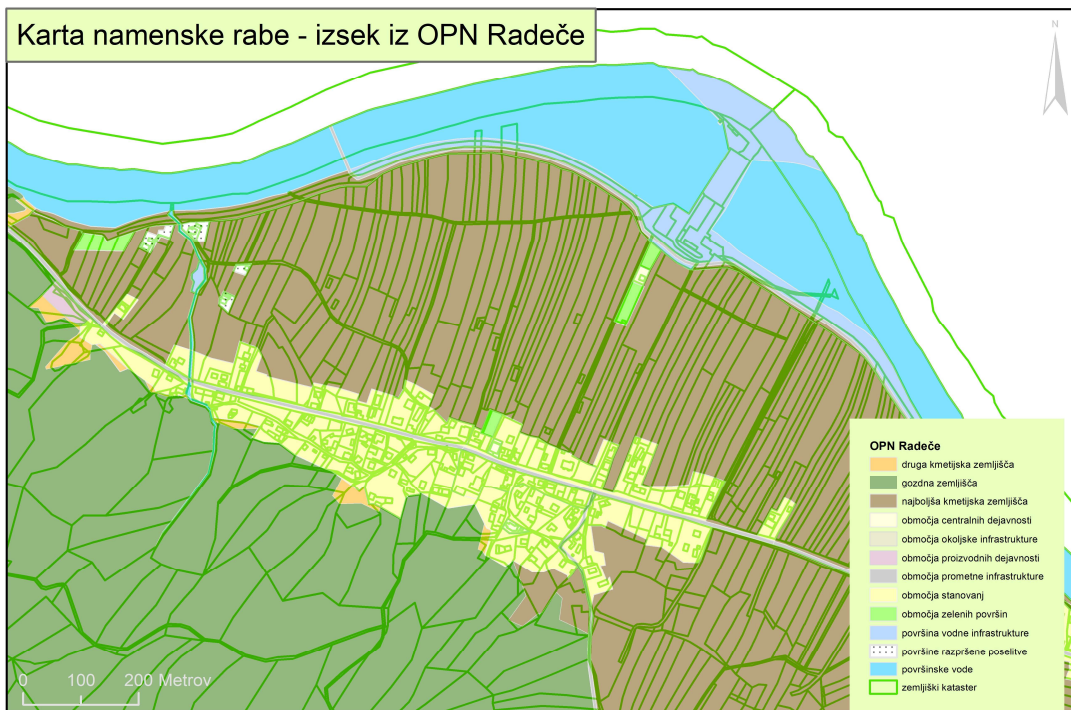 Karta namenske rabe - izsek iz OPN Radeče
N
OPN Radeče
druga kmetijska zemljišča
gozdna zemljišča
najboljša kmetijska zemljišča
območja centralnih dejavnosti
območja okoljske infrastrukture
območja proizvodnih dejavnosti
območja prometne infrastrukture
območja stanovanj
območja zelenih površin
površina vodne infrastrukture
površine razpršene poselitve
površinske vode
zemljiški kataster
0 100 200 Metrov